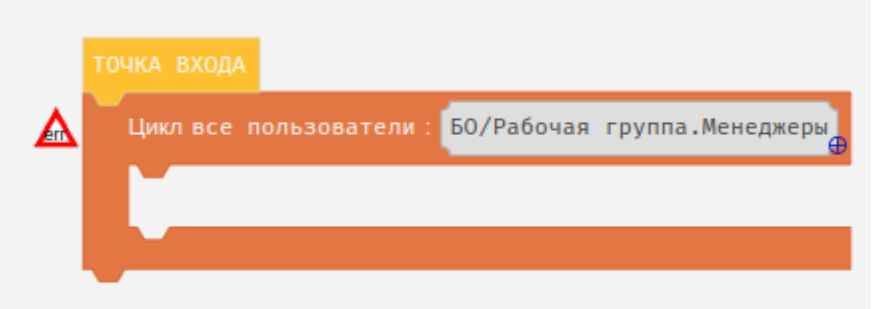 ТОЧКА ВХОДА
err
Цикл все пользователи : БО/Рабочая группа.Менеджеры